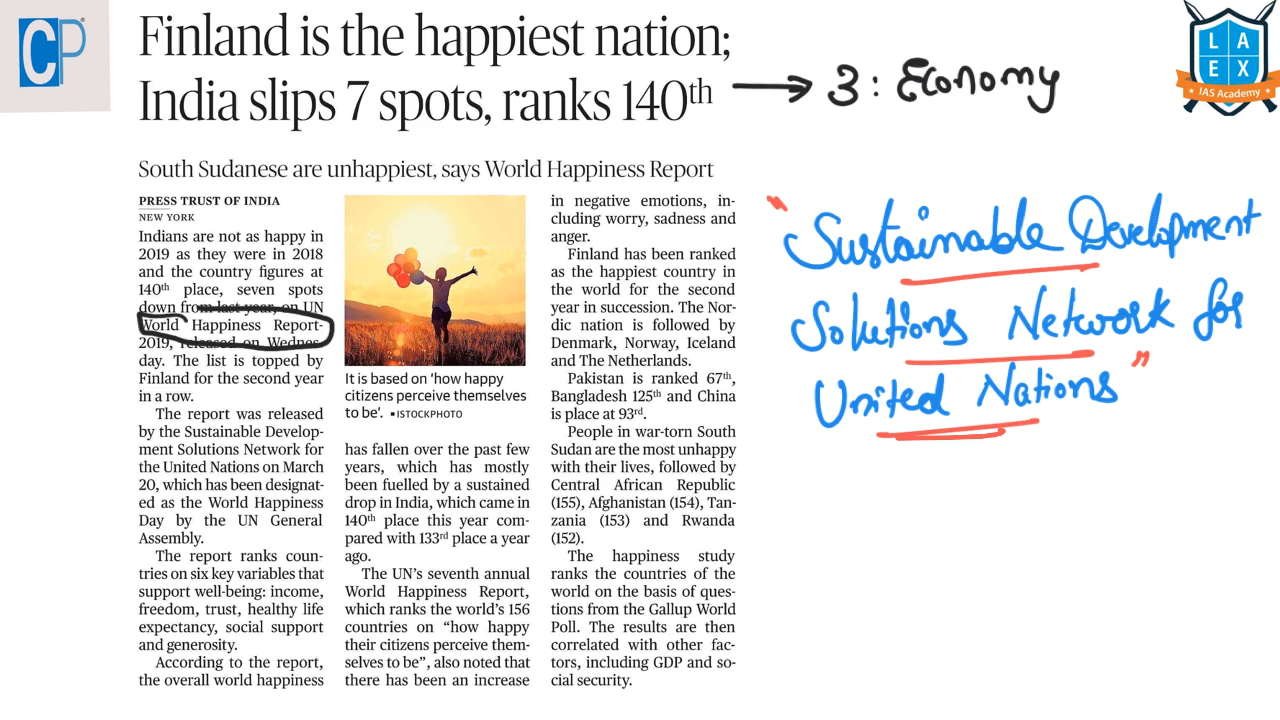 CP
Finland is the happiest nation;
India slips 7 spots, ranks 140th
→ 3: Economy
L A
E X
IAS Academy
South Sudanese are unhappiest, says World Happiness Report
PRESS TRUST OF INDIA
NEW YORK
Indians are not as happy in
2019 as they were in 2018
and the country figures at
140th place, seven spots
down from last year, on UN
World Happiness Report-
2019, released on Wednes-
day. The list is topped by
Finland for the second year
in a row.
The report was released
by the Sustainable Develop-
ment Solutions Network for
the United Nations on March
20, which has been designat-
ed as the World Happiness
Day by the UN General
Assembly.
The report ranks coun-
tries on six key variables that
support well-being: income,
freedom, trust, healthy life
expectancy, social support
and generosity.
According to the report,
the overall world happiness
It is based on 'how happy
citizens perceive themselves
to be'. ▪ISTOCKPHOTO
has fallen over the past few
years, which has mostly
been fuelled by a sustained
drop in India, which came in
140th place this year com-
pared with 133rd place a year
ago.
The UN's seventh annual
World Happiness Report,
which ranks the world's 156
countries on "how happy
their citizens perceive them-
selves to be", also noted that
there has been an increase
in negative emotions, in-
cluding worry, sadness and
anger.
Finland has been ranked
as the happiest country in
the world for the second
year in succession. The Nor-
dic nation is followed by
Denmark, Norway, Iceland
and The Netherlands.
Pakistan is ranked 67th,
Bangladesh 125th and China
is place at 93rd.
People in war-torn South
Sudan are the most unhappy
with their lives, followed by
Central African Republic
(155), Afghanistan (154), Tan-
zania (153) and Rwanda
(152).
The happiness study
ranks the countries of the
world on the basis of ques-
tions from the Gallup World
Poll. The results are then
correlated with other fac-
tors, including GDP and so-
cial security.
"Sustainable Development
Solutions Network for
United Nations"